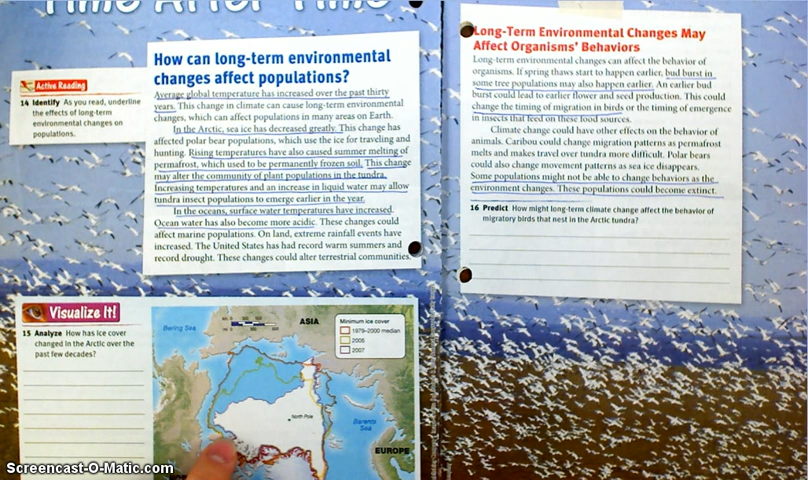 Time After Time
Active Reading
14 Identify As you read, underline
the effects of long-term
environmental changes on
populations.
How can long-term environmental
changes affect populations?
Average global temperature has increased over the past thirty
years. This change in climate can cause long-term environmental
changes, which can affect populations in many areas on Earth.
In the Arctic, sea ice has decreased greatly. This change has
affected polar bear populations, which use the ice for traveling and
hunting. Rising temperatures have also caused summer melting of
permafrost, which used to be permanently frozen soil. This change
may alter the community of plant populations in the tundra.
Increasing temperatures and an increase in liquid water may allow
tundra insect populations to emerge earlier in the year.
In the oceans, surface water temperatures have increased.
Ocean water has also become more acidic. These changes could
affect marine populations. On land, extreme rainfall events have
increased. The United States has had record warm summers and
record drought. These changes could alter terrestrial communities.
Visualize It!
15 Analyze How has ice cover
changed in the Arctic over the
past few decades?
Bering Sea
ASIA
Minimum ice cover
1979–2000 median
2005
2007
North Pole
Barents
Sea
EUROPE
Long-Term Environmental Changes May
Affect Organisms' Behaviors
Long-term environmental changes can affect the behavior of
organisms. If spring thaws start to happen earlier, bud burst in
some tree populations may also happen earlier. An earlier bud
burst could lead to earlier flower and seed production. This could
change the timing of migration in birds or the timing of emergence
in insects that feed on these food sources.
Climate change could have other effects on the behavior of
animals. Caribou could change migration patterns as permafrost
melts and makes travel over tundra more difficult. Polar bears
could also change movement patterns as sea ice disappears.
Some populations might not be able to change behaviors as the
environment changes. These populations could become extinct.
16 Predict How might long-term climate change affect the behavior of
migratory birds that nest in the Arctic tundra?
Screencast-O-Matic.com